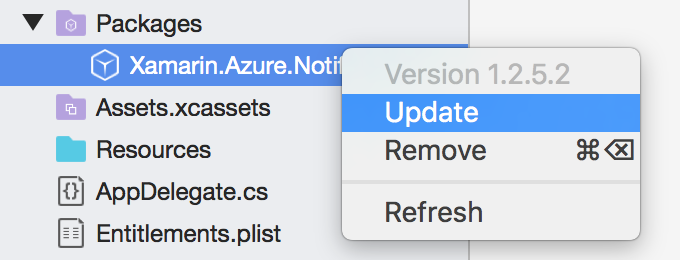 Packages
Xamarin.Azure.Notif
Version 1.2.5.2
Update
Assets.xcassets
Remove ⌘⌫
Resources
AppDelegate.cs
Refresh
Entitlements.plist